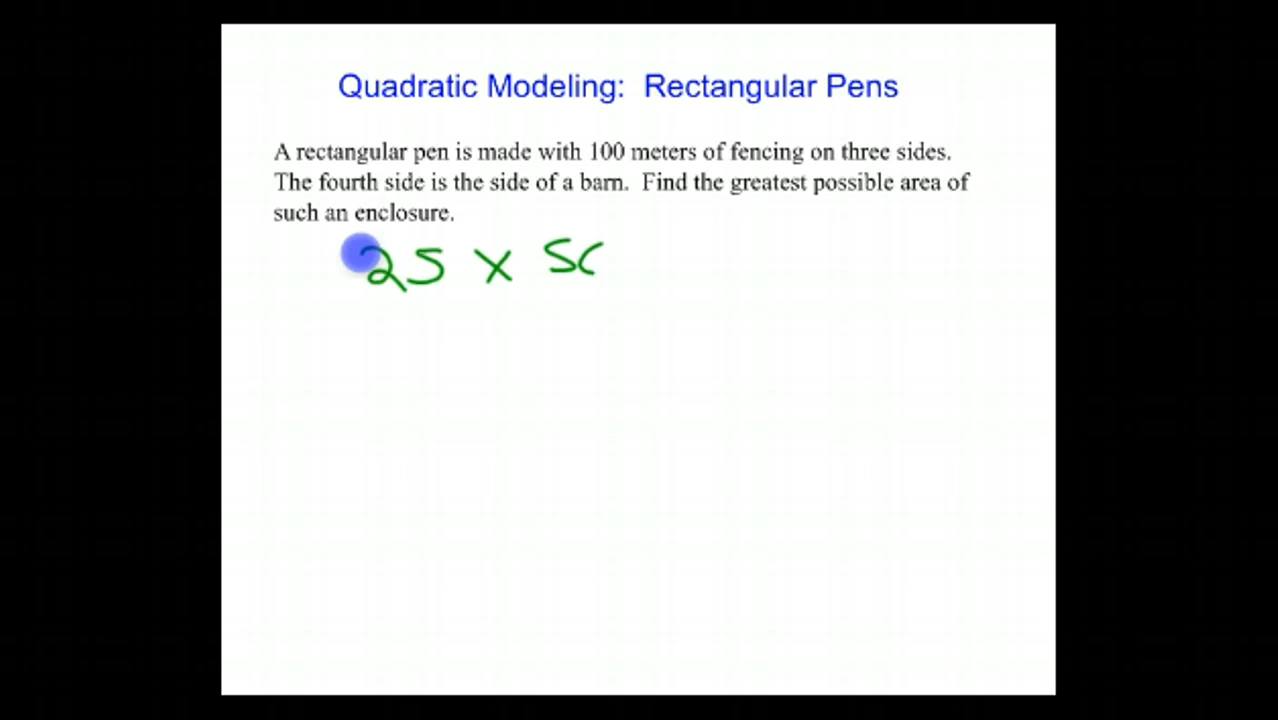 Quadratic Modeling: Rectangular Pens
A rectangular pen is made with 100 meters of fencing on three sides.
The fourth side is the side of a barn. Find the greatest possible area of
such an enclosure.
25 x 5